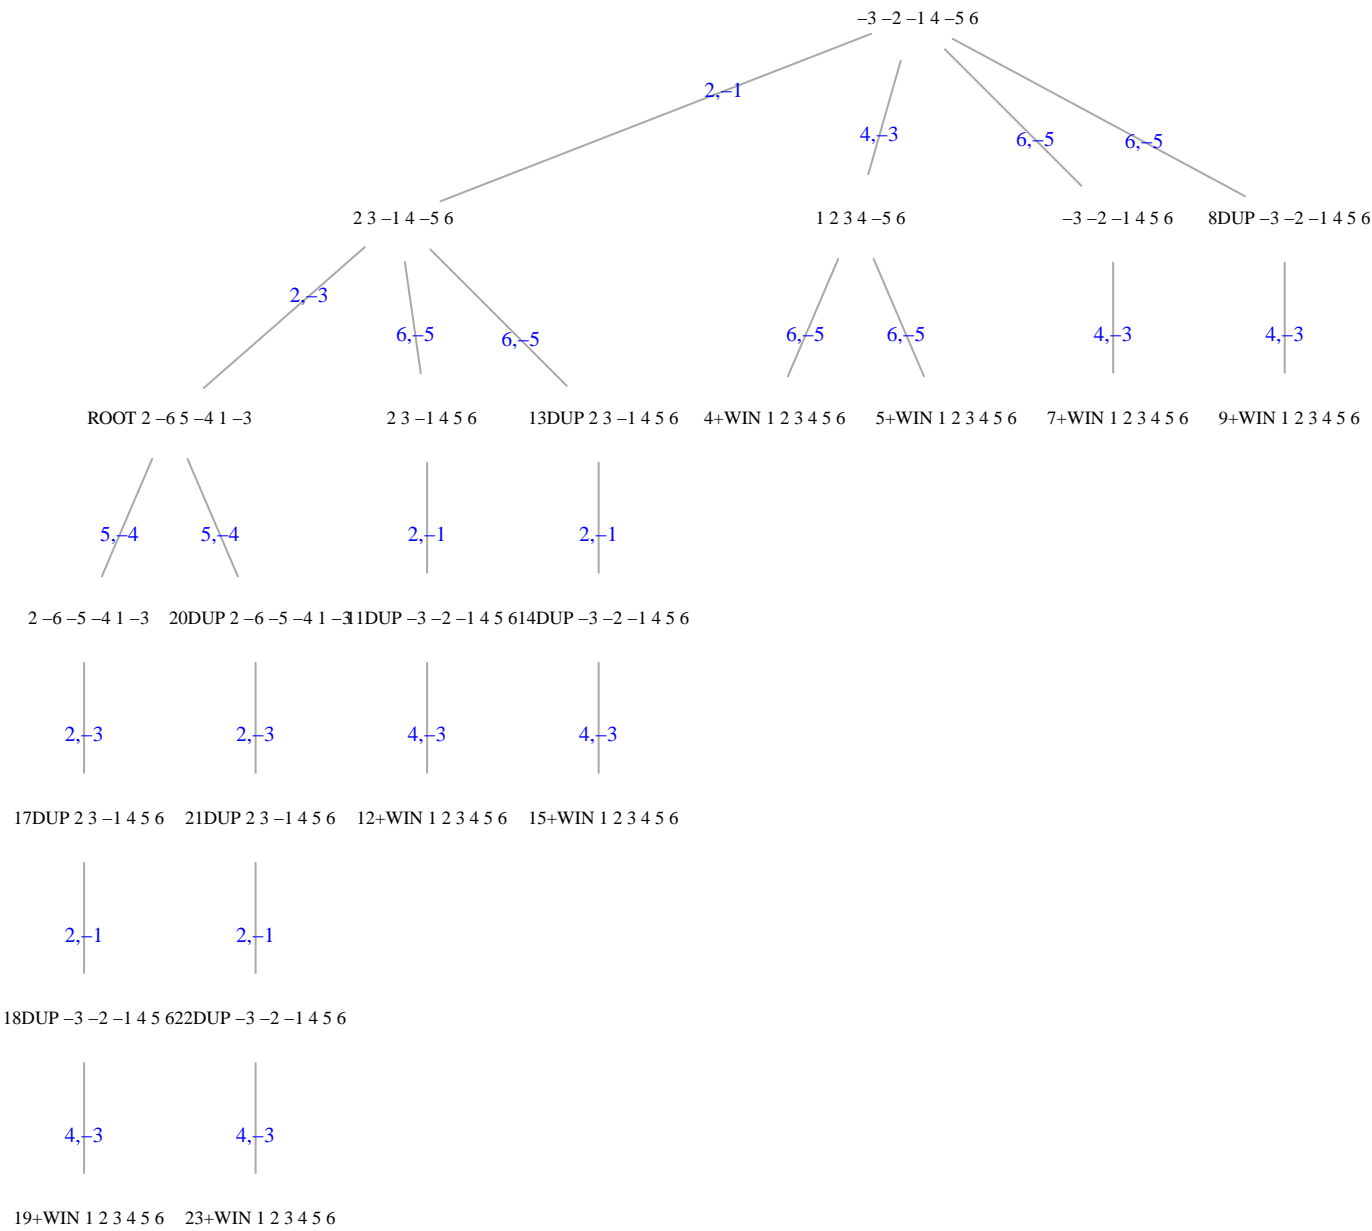 –3 –2 –1 4 –5 6
2,–1
4,–3
6,–5
6,–5
2 3 –1 4 –5 6
1 2 3 4 –5 6
–3 –2 –1 4 5 6
8DUP –3 –2 –1 4 5 6
2,–3
6,–5
6,–5
6,–5
6,–5
4,–3
4,–3
ROOT 2 –6 5 –4 1 –3
2 3 –1 4 5 6
13DUP 2 3 –1 4 5 6
4+WIN 1 2 3 4 5 6
5+WIN 1 2 3 4 5 6
7+WIN 1 2 3 4 5 6
9+WIN 1 2 3 4 5 6
5,–4
5,–4
2,–1
2,–1
2 –6 –5 –4 1 –3
20DUP 2 –6 –5 –4 1 –3
11DUP –3 –2 –1 4 5 6
14DUP –3 –2 –1 4 5 6
2,–3
2,–3
4,–3
4,–3
17DUP 2 3 –1 4 5 6
21DUP 2 3 –1 4 5 6
12+WIN 1 2 3 4 5 6
15+WIN 1 2 3 4 5 6
2,–1
2,–1
18DUP –3 –2 –1 4 5 6
22DUP –3 –2 –1 4 5 6
4,–3
4,–3
19+WIN 1 2 3 4 5 6
23+WIN 1 2 3 4 5 6